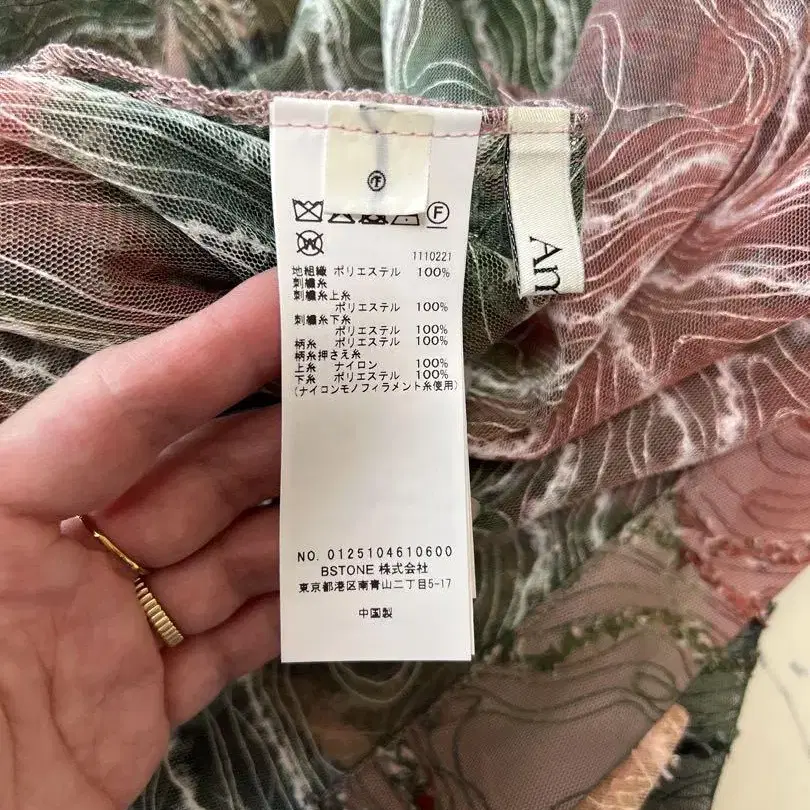 F
W
1110221
地組織 ポリエステル 100%
刺繍糸
刺繍糸上糸
ポリエステル 100%
刺繍糸下糸
ポリエステル 100%
柄糸 ポリエステル 100%
柄糸押さえ糸
上糸 ナイロン 100%
下糸 ポリエステル 100%
(ナイロンモノフィラメント糸使用)
NO. 0125104610600
BSTONE 株式会社
東京都港区南青山二丁目5-17
中国製
Am